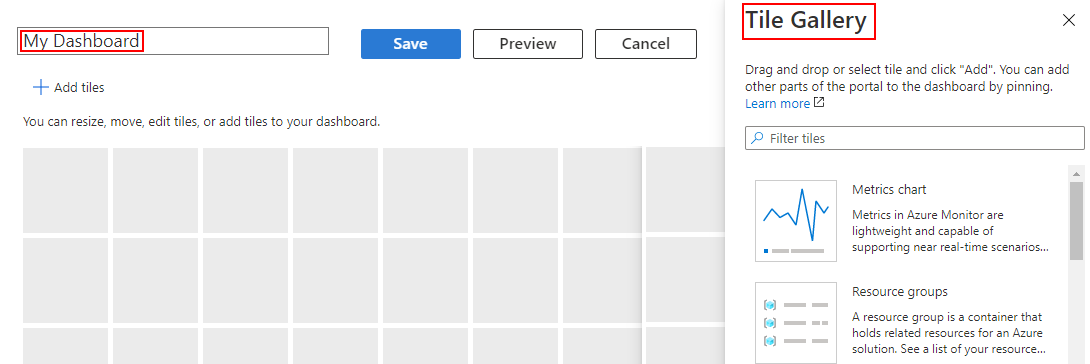 My Dashboard
Save
Preview
Cancel
Add tiles
You can resize, move, edit tiles, or add tiles to your dashboard.
Tile Gallery
Drag and drop or select tile and click "Add". You can add
other parts of the portal to the dashboard by pinning.
Learn more
Filter tiles
Metrics chart
Metrics in Azure Monitor are
lightweight and capable of
supporting near real-time scenarios...
Resource groups
A resource group is a container that
holds related resources for an Azure
solution. See a list of your resource...